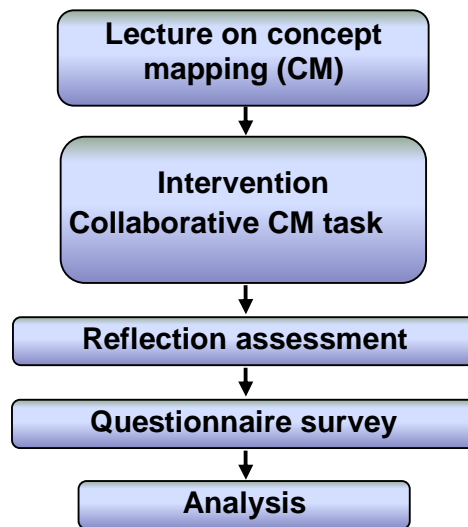 Lecture on concept
mapping (CM)
Intervention
Collaborative CM task
Reflection assessment
Questionnaire survey
Analysis